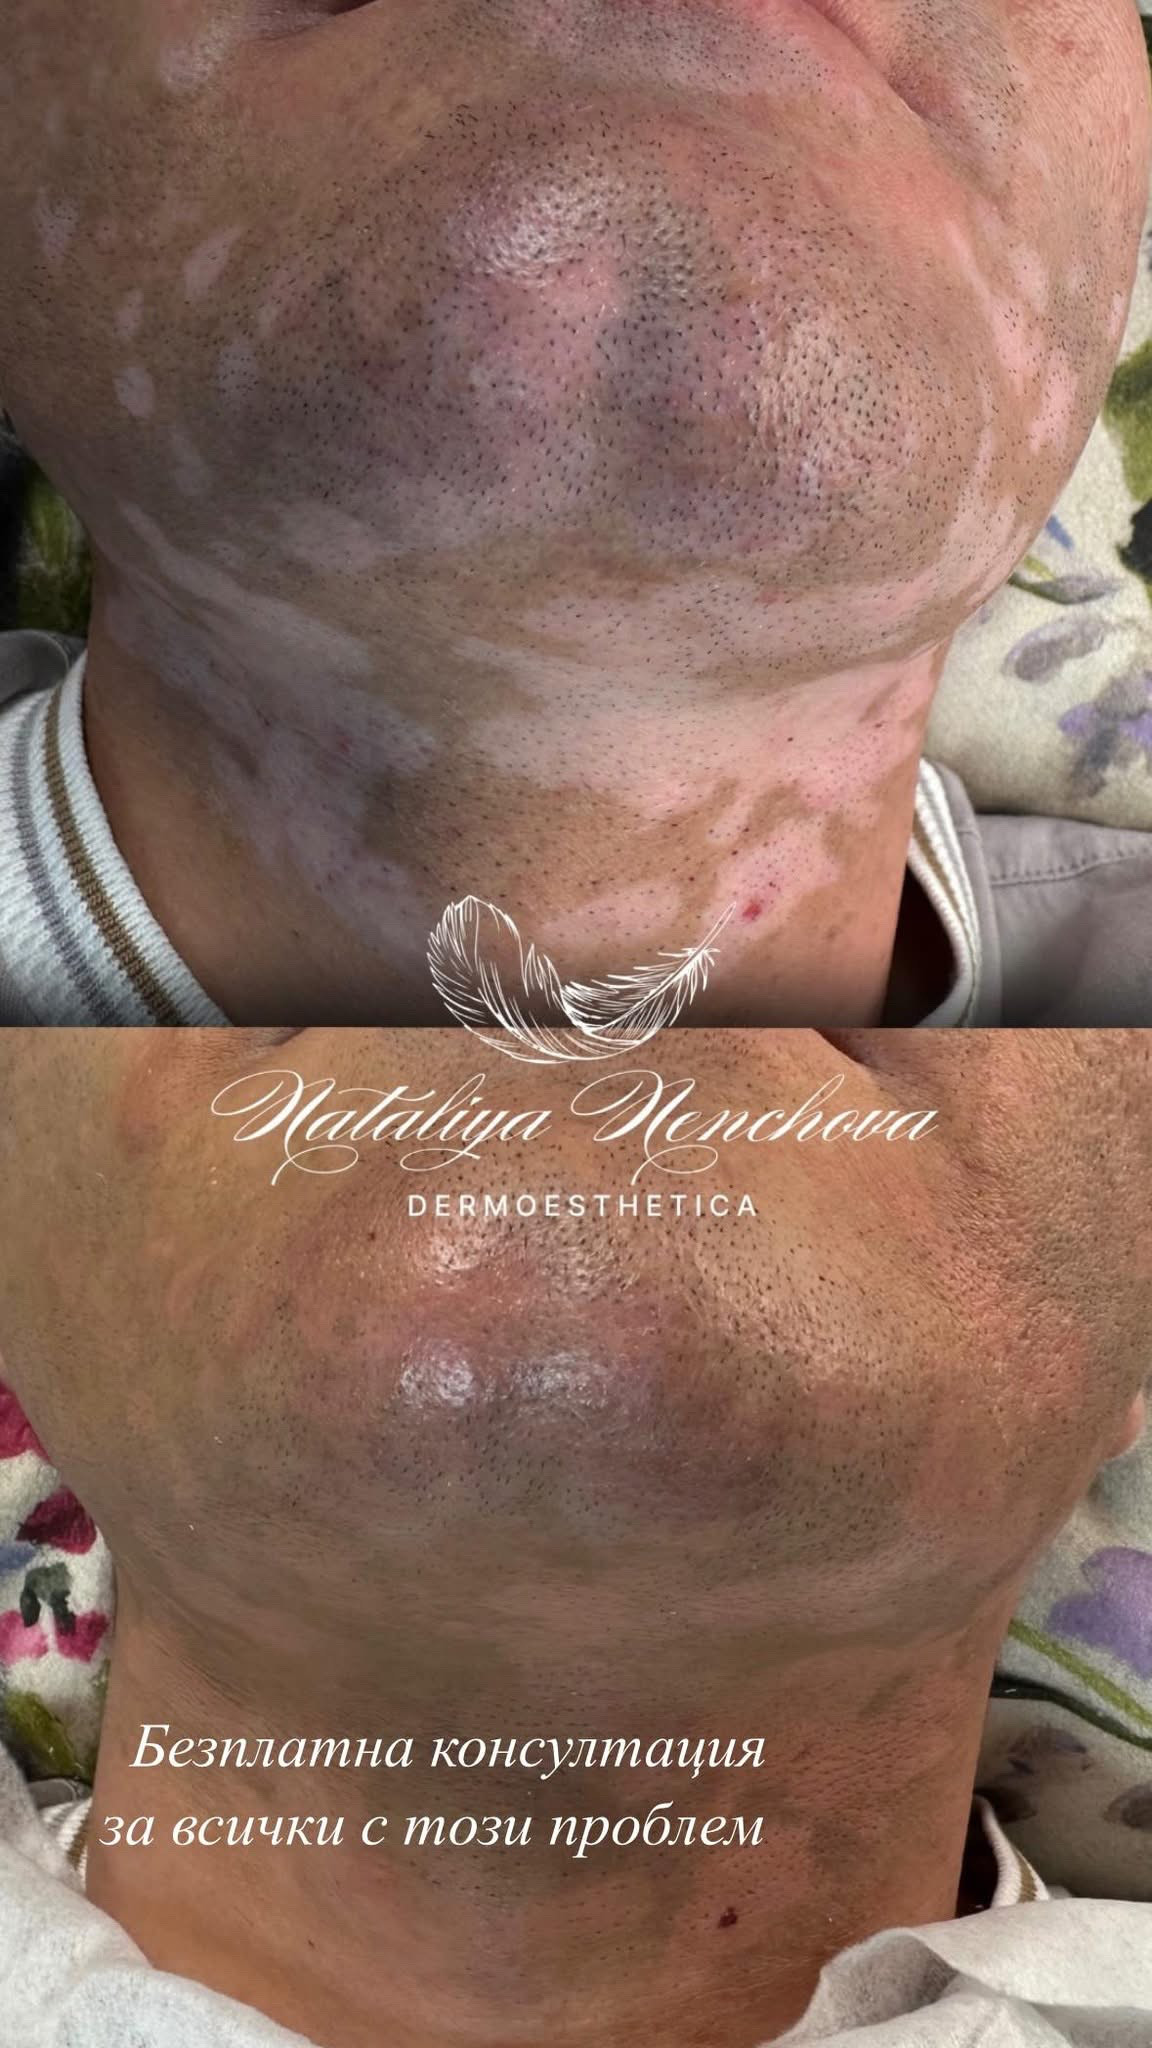 Nataliya Nenchova
DERMOESTHETICA
Безплатна консултация
за всички с този проблем